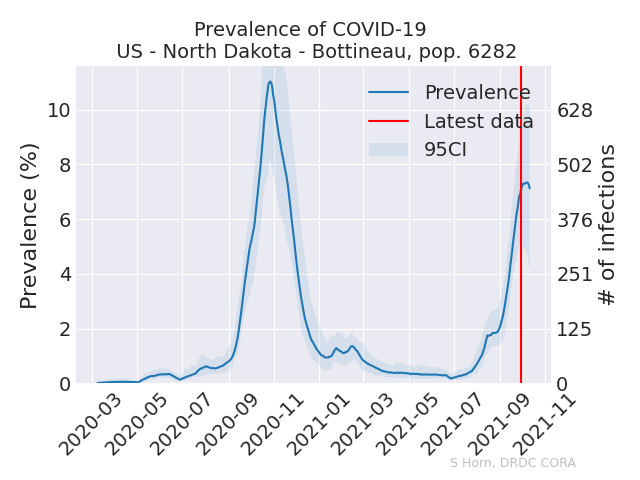 Prevalence of COVID-19
US - North Dakota - Bottineau, pop. 6282
Prevalence
Latest data
95CI
Prevalence (%)
10
8
6
4
2
0
628
502
376
251
125
0
# of infections
2020-03
2020-05
2020-07
2020-09
2020-11
2021-01
2021-03
2021-05
2021-07
2021-09
2021-11
S Horn, DRDC CORA